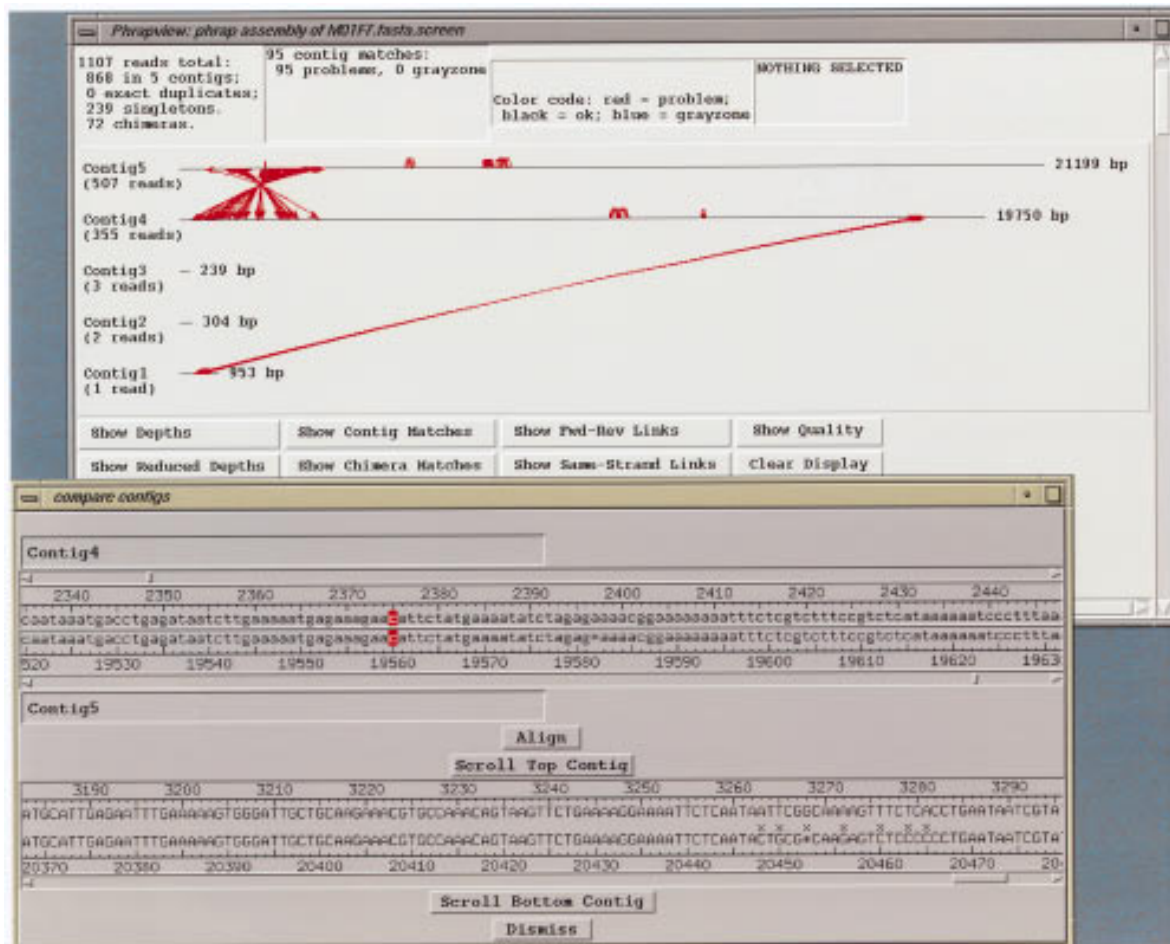 Phrapview: phrap assembly of M01F7.fasta.screen
1107 reads total:
868 in 5 contigs;
0 exact duplicates;
239 singletons.
72 chimeras.
95 contig matches:
95 problems, 0 grayzone
Color code: red = problem;
black = ok; blue = grayzone
NOTHING SELECTED
Contig5
(507 reads)
21199 bp
Contig4
(355 reads)
19750 bp
Contig3
(3 reads)
239 bp
Contig2
(2 reads)
304 bp
Contig1
(1 read)
953 bp
Show Depths
Show Contig Matches
Show Fwd-Rev Links
Show Quality
Show Reduced Depths
Show Chimera Matches
Show Same-Strand Links
Clear Display
compare contigs
Contig4
2340 2350 2360 2370 2380 2390 2400 2410 2420 2430 2440
520 19530 19540 19550 19560 19570 19580 19590 19600 19610 19620 1963
Contig5
Align
Scroll Top Contig
3190 3200 3210 3220 3230 3240 3250 3260 3270 3280 3290
20370 20380 20390 20400 20410 20420 20430 20440 20450 20460 20470 20
Scroll Bottom Contig
Dismiss